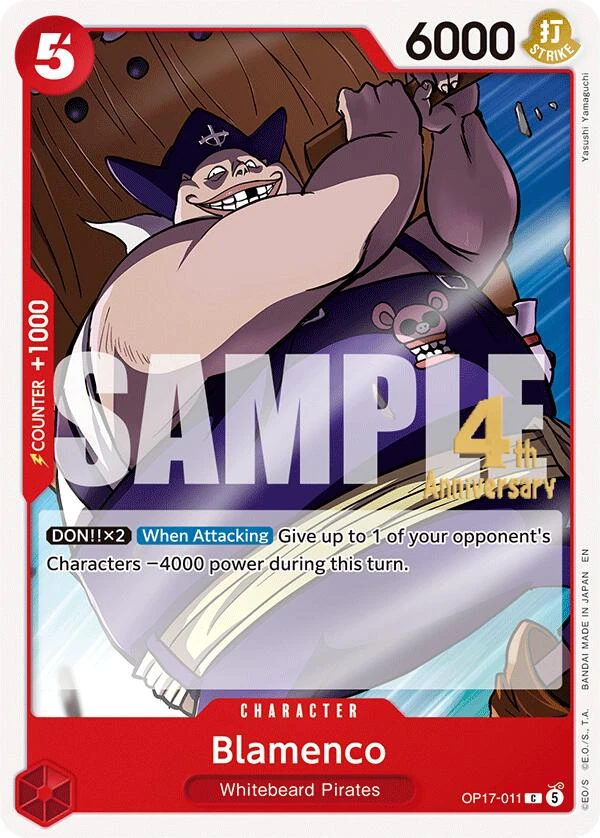 5
6000
打
STRIKE
Yasushi Yamaguchi
COUNTER +1000
SAMPLE
4th
Anniversary
DON!!×2 When Attacking Give up to 1 of your opponent's
Characters −4000 power during this turn.
CHARACTER
Blamenco
Whitebeard Pirates
OP17-011 C 5
©E.O/S ©E.O./S., T.A. BANDAI MADE IN JAPAN EN